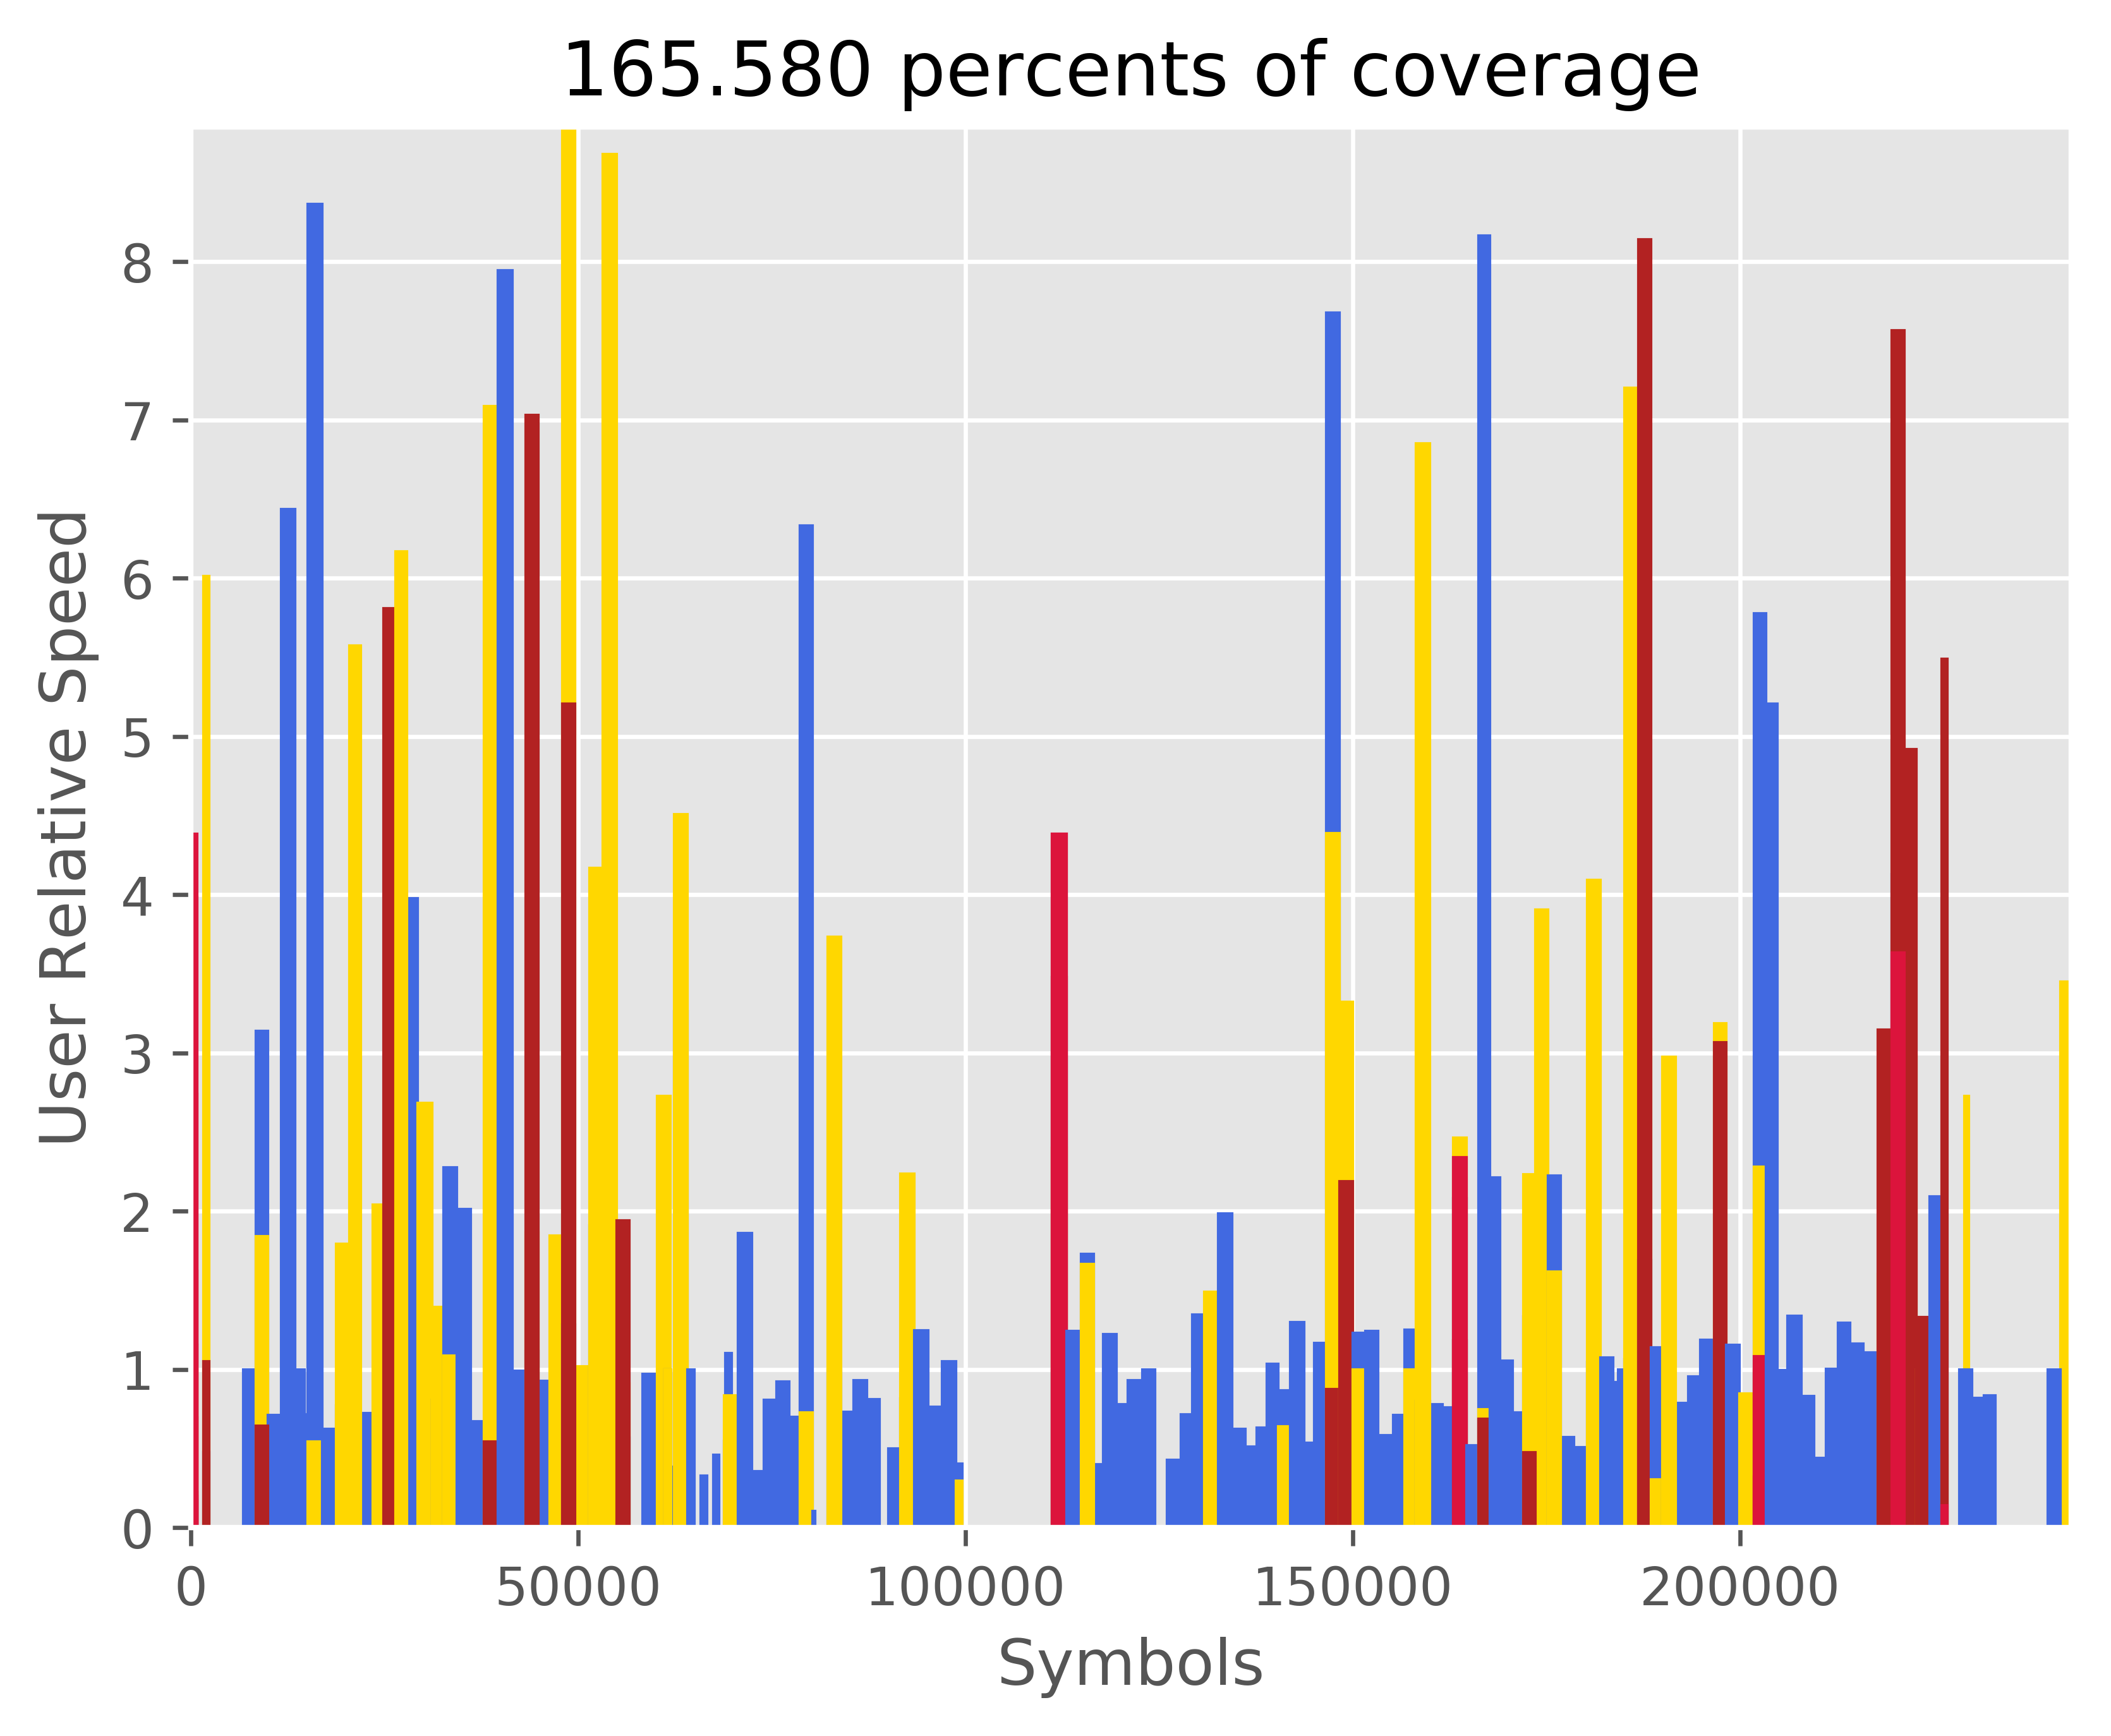 165.580 percents of coverage
User Relative Speed
8
7
6
5
4
3
2
1
0
0 50000 100000 150000 200000
Symbols